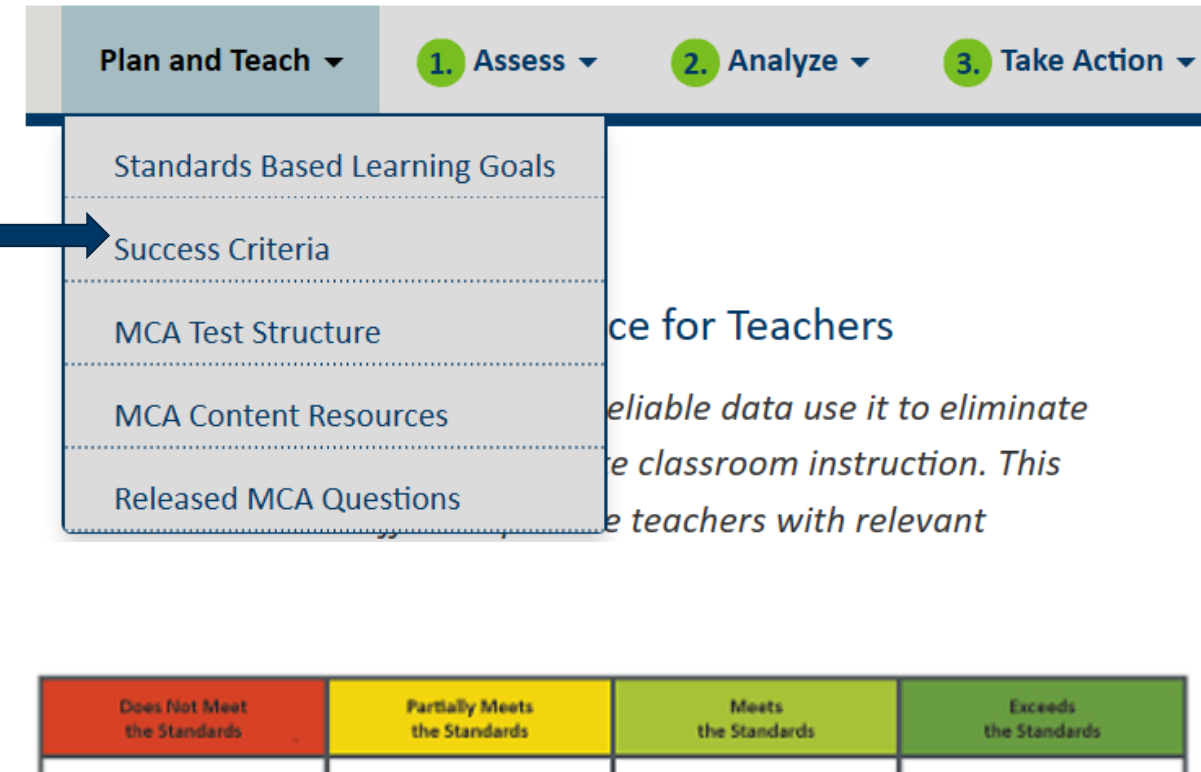 Plan and Teach 1. Assess 2. Analyze 3. Take Action
Standards Based Learning Goals
Success Criteria
MCA Test Structure
ce for Teachers
MCA Content Resources
eliable data use it to eliminate
e classroom instruction. This
Released MCA Questions
e teachers with relevant
Does Not Meet
the Standards
Partially Meets
the Standards
Meets
the Standards
Exceeds
the Standards